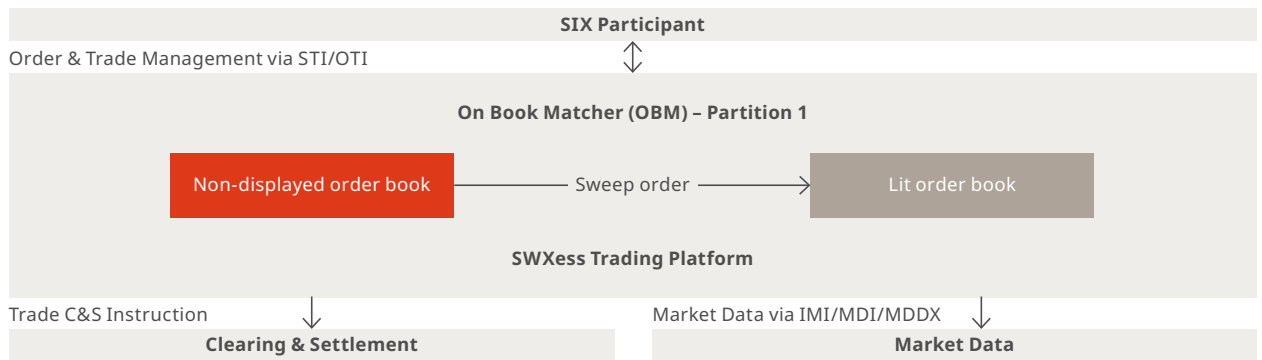 SIX Participant
Order & Trade Management via STI/OTI
On Book Matcher (OBM) – Partition 1
Non-displayed order book
Sweep order
Lit order book
SWXess Trading Platform
Trade C&S Instruction
Market Data via IMI/MDI/MDDX
Clearing & Settlement
Market Data